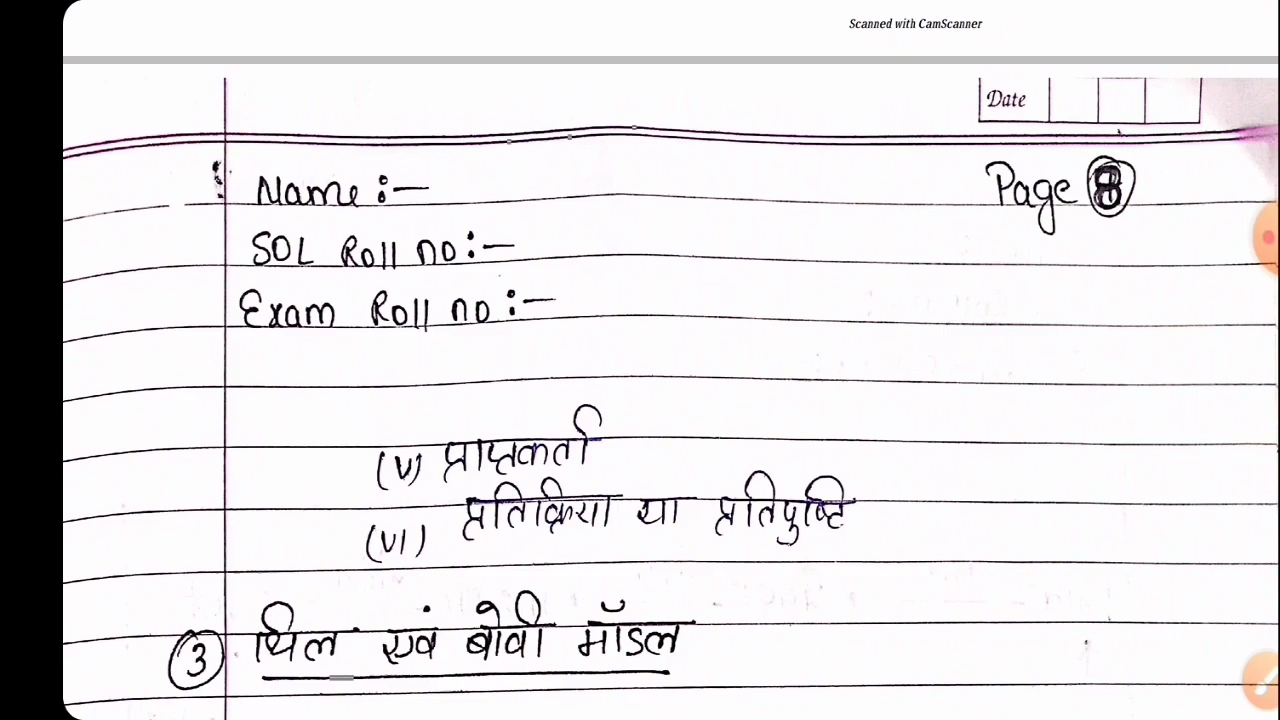 Scanned with CamScanner
Date
Name :-
Page 8
SOL Roll no :-
Exam Roll no :-
(V) प्राप्तकर्ता
(VI) प्रतिक्रिया या प्रतिपुष्टि
3 थिल एवं बोवी मॉडल